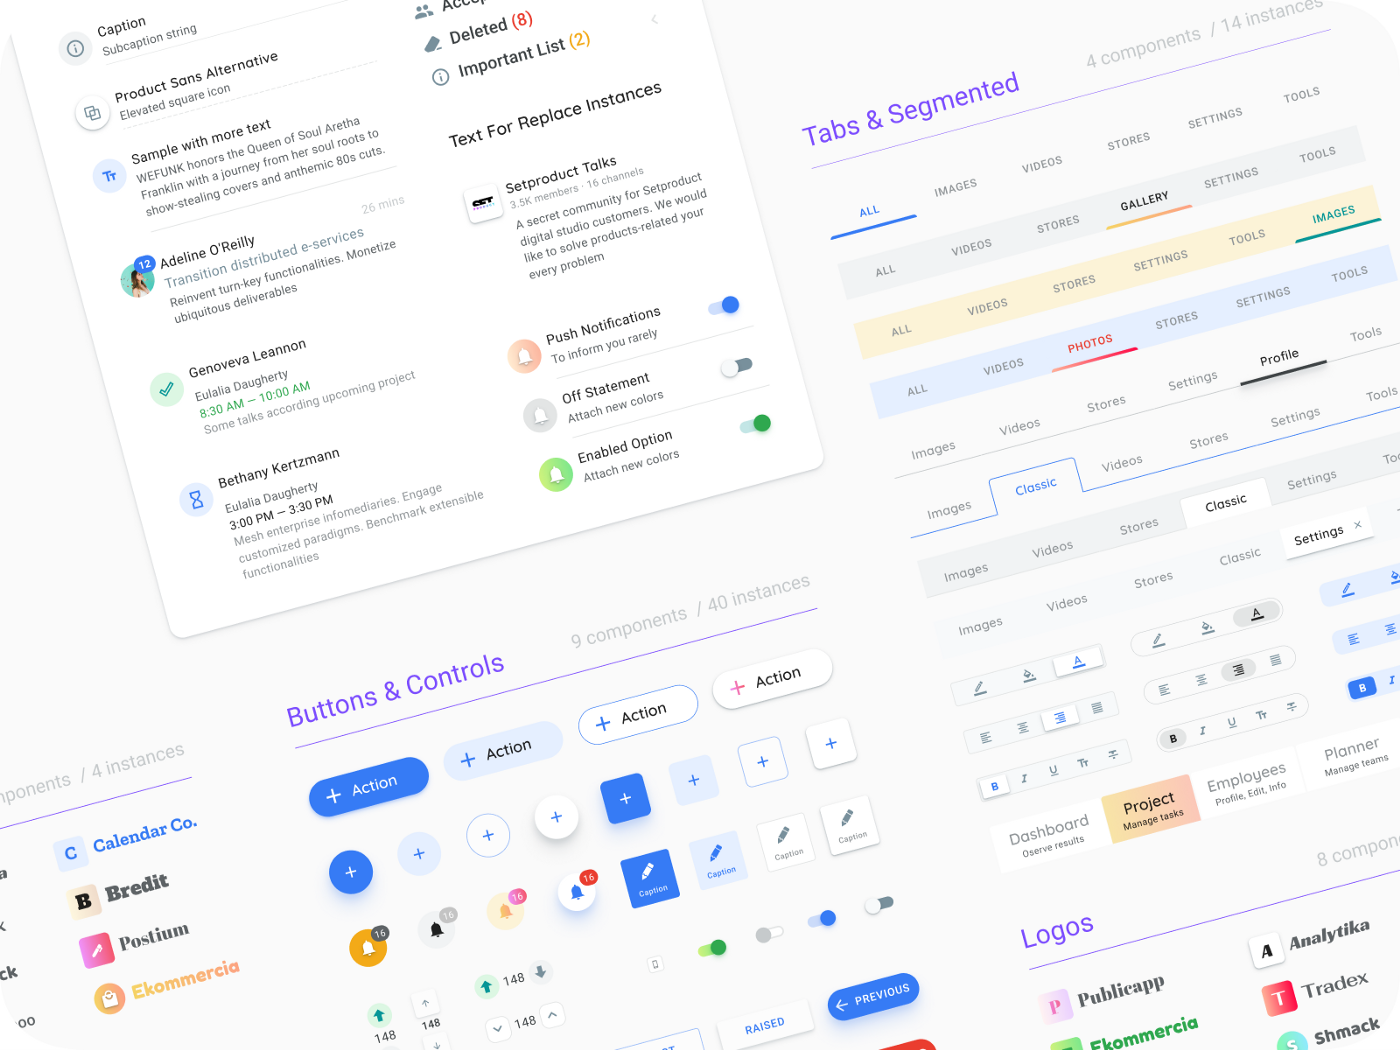 Caption
Subcaption string
Product Sans Alternative
Elevated square icon
Tr
Sample with more text
WEFUNK honors the Queen of Soul Aretha
Franklin with a journey from her soul roots to
show-stealing covers and anthemic 80s cuts.
26 mins
12
Adeline O'Reilly
Transition distributed e-services
Reinvent turn-key functionalities. Monetize
ubiquitous deliverables
Genoveva Leannon
Eulalia Daugherty
8:30 AM — 10:00 AM
Some talks according upcoming project
Bethany Kertzmann
Eulalia Daugherty
3:00 PM — 3:30 PM
Mesh enterprise infomediaries. Engage
customized paradigms. Benchmark extensible
functionalities
Deleted (8)
Important List (2)
Text For Replace Instances
SET
Setproduct Talks
3.5K members · 16 channels
A secret community for Setproduct
digital studio customers. We would
like to solve products-related your
every problem
Push Notifications
To inform you rarely
Off Statement
Attach new colors
Enabled Option
Attach new colors
Tabs & Segmented
4 components / 14 instances
ALL IMAGES VIDEOS STORES SETTINGS TOOLS
ALL VIDEOS STORES GALLERY SETTINGS TOOLS
ALL VIDEOS STORES SETTINGS TOOLS IMAGES
ALL VIDEOS PHOTOS STORES SETTINGS TOOLS
Images Videos Stores Settings Profile Tools
Images Classic Videos Stores Settings Tools
Images Videos Stores Classic Settings
Images Videos Stores Classic Settings ×
A
A
B I U Tr
B I U Tr
B I
Dashboard
Oserve results
Project
Manage tasks
Employees
Profile, Edit, Info
Planner
Manage teams
Buttons & Controls
9 components / 40 instances
+ Action
+ Action
+ Action
+ Action
Caption
Caption
Caption
Caption
16
16
16
16
148
148
148
148
RAISED
← PREVIOUS
/ 4 instances
C Calendar Co.
B Bredit
Postium
Ekommercia
Logos
P Publicapp
Ekommercia
A Analytika
T Tradex
S Shmack